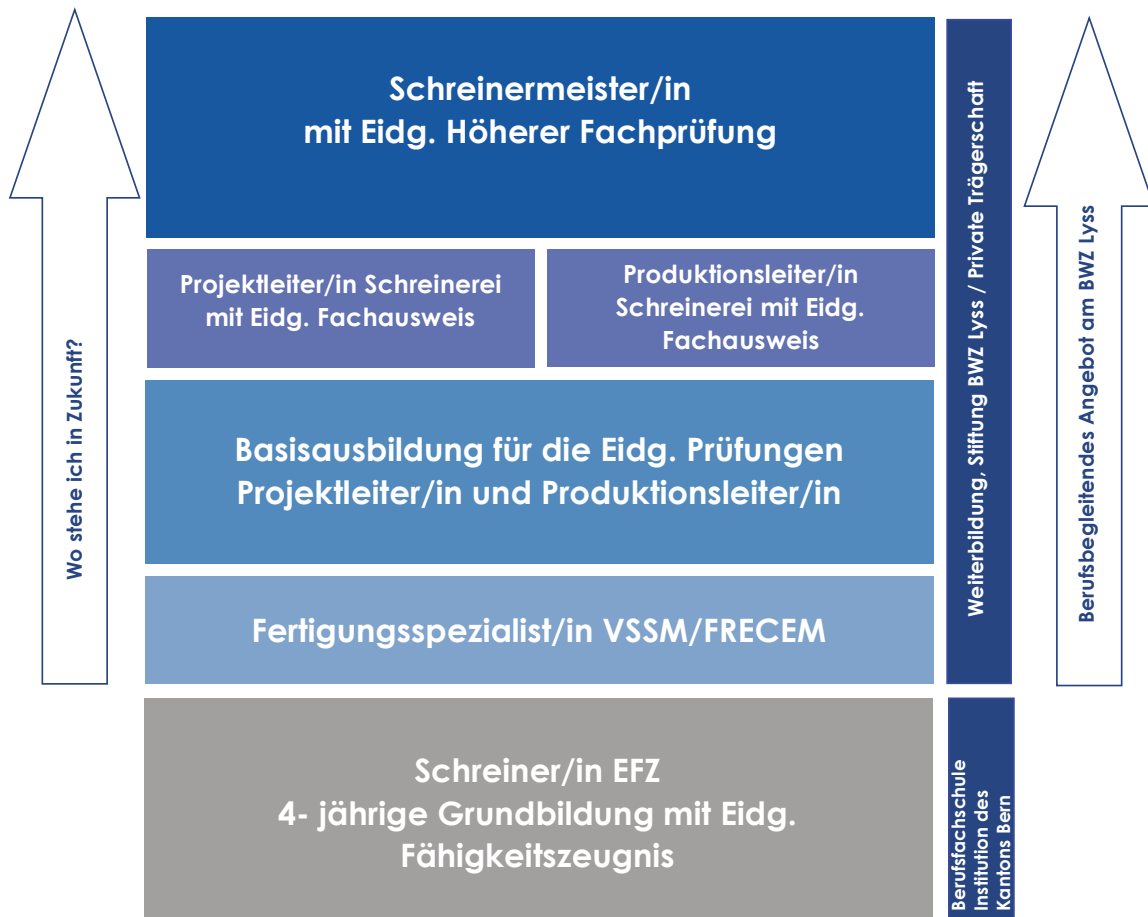 Schreinermeister/in
mit Eidg. Höherer Fachprüfung
Projektleiter/in Schreinerei
mit Eidg. Fachausweis
Produktionsleiter/in
Schreinerei mit Eidg.
Fachausweis
Basisausbildung für die Eidg. Prüfungen
Projektleiter/in und Produktionsleiter/in
Fertigungsspezialist/in VSSM/FRECEM
Schreiner/in EFZ
4- jährige Grundbildung mit Eidg.
Fähigkeitszeugnis
Wo stehe ich in Zukunft?
Weiterbildung, Stiftung BWZ Lyss / Private Trägerschaft
Berufsfachschule
Institution des
Kantons Bern
Berufsbegleitendes Angebot am BWZ Lyss